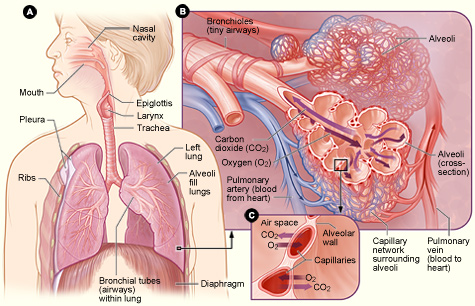 A
Nasal
cavity
Mouth
Epiglottis
Larynx
Trachea
Pleura
Left
lung
Ribs
Alveoli
fill
lungs
Bronchial tubes
(airways)
within lung
Diaphragm
B
Bronchioles
(tiny airways)
Alveoli
Carbon
dioxide (CO2)
Oxygen (O2)
Pulmonary
artery (blood
from heart)
Alveoli
(cross-
section)
Capillary
network
surrounding
alveoli
Pulmonary
vein
(blood to
heart)
C
Air space
CO2
O2
Alveolar
wall
Capillaries
O2
CO2